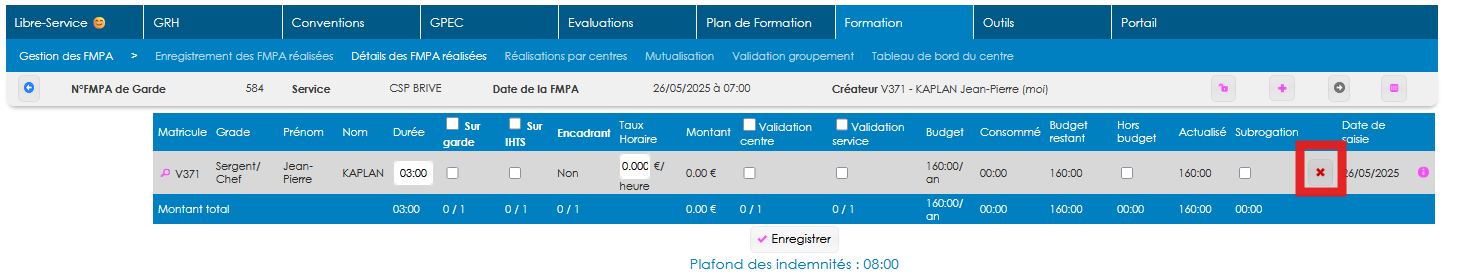 Libre-Service GRH Conventions GPEC Evaluations Plan de Formation Formation Outils Portail
Gestion des FMPA > Enregistrement des FMPA réalisées Détails des FMPA réalisées Réalisations par centres Mutualisation Validation groupement Tableau de bord du centre
N°FMPA de Garde 584 Service CSP BRIVE Date de la FMPA 26/05/2025 à 07:00 Créateur V371 - KAPLAN Jean-Pierre (moi)
Matricule Grade Prénom Nom Durée Sur garde Sur IHTS Encadrant Taux Horaire Montant Validation centre Validation service Budget Consommé Budget restant Hors budget Actualisé Subrogation Date de saisie
V371 Sergent/Chef Jean-Pierre KAPLAN 03:00 Non 0.000 €/heure 0.00 € 160:00/an 00:00 160:00 160:00 26/05/2025
Montant total 03:00 0 / 1 0 / 1 0 / 1 0.00 € 0 / 1 0 / 1 160:00/an 00:00 160:00 00:00 160:00 00:00
Enregistrer
Plafond des indemnités : 08:00